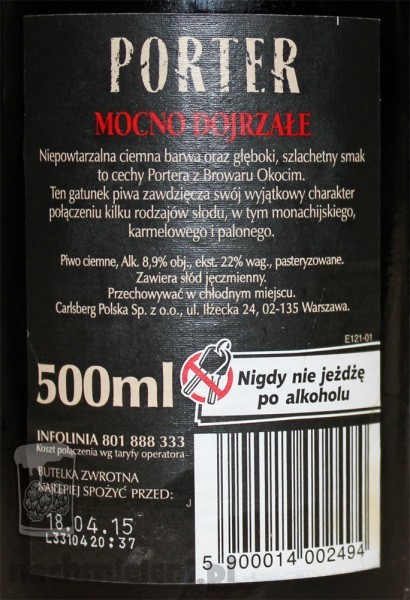 PORTER
MOCNO DOJRZAŁE
Niepowtarzalna ciemna barwa oraz głęboki, szlachetny smak
to cechy Portera z Browaru Okocim.
Ten gatunek piwa zawdzięcza swój wyjątkowy charakter
połączeniu kilku rodzajów słodu, w tym monachijskiego,
karmelowego i palonego.
Piwo ciemne, Alk. 8,9% obj., ekst. 22% wag., pasteryzowane.
Zawiera słód jęczmienny.
Przechowywać w chłodnym miejscu.
Carlsberg Polska Sp. z o.o., ul. Iłżecka 24, 02-135 Warszawa.
E121-01
500ml
Nigdy nie jeżdżę
po alkoholu
INFOLINIA 801 888 333
Koszt połączenia wg taryfy operatora
BUTELKA ZWROTNA
NAJLEPIEJ SPOŻYĆ PRZED:
J
18.04.15
L3310420:37
5 900014 002494